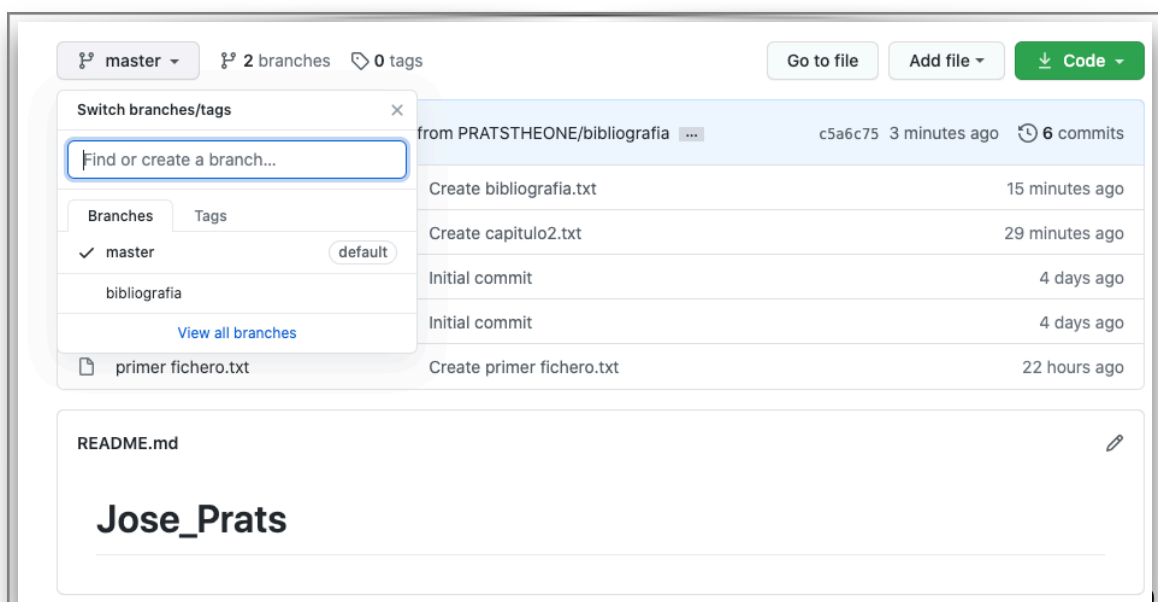 master 2 branches 0 tags Go to file Add file Code
Switch branches/tags
Find or create a branch...
Branches Tags
master default
bibliografia
View all branches
from PRATSTHEONE/bibliografia ... c5a6c75 3 minutes ago 6 commits
Create bibliografia.txt 15 minutes ago
Create capitulo2.txt 29 minutes ago
Initial commit 4 days ago
Initial commit 4 days ago
primer fichero.txt Create primer fichero.txt 22 hours ago
README.md
Jose_Prats